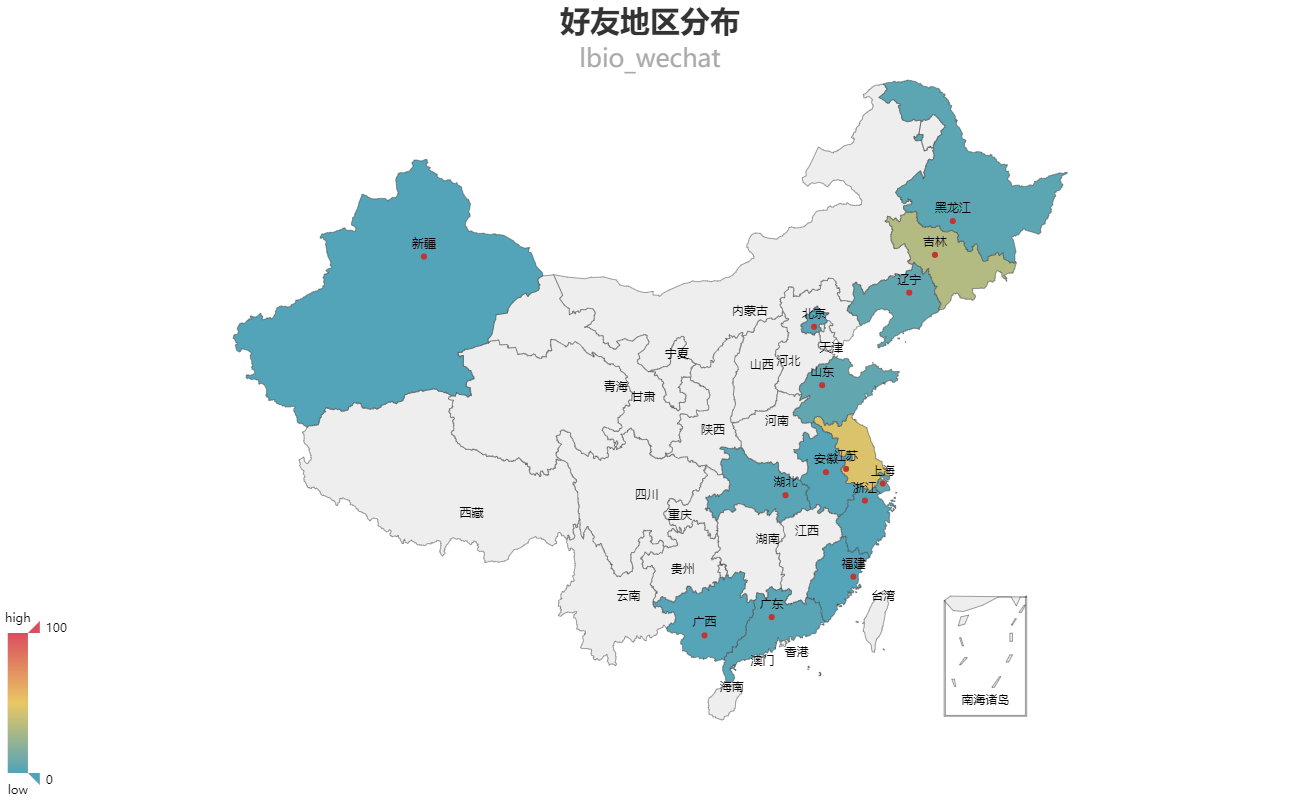 好友地区分布
lbio_wechat
黑龙江
吉林
新疆
辽宁
内蒙古
北京
天津
宁夏
山西
河北
山东
青海
甘肃
河南
陕西
江苏
安徽
上海
湖北
浙江
四川
西藏
重庆
江西
湖南
福建
贵州
云南
台湾
广东
广西
香港
澳门
海南
南海诸岛
high
100
0
low